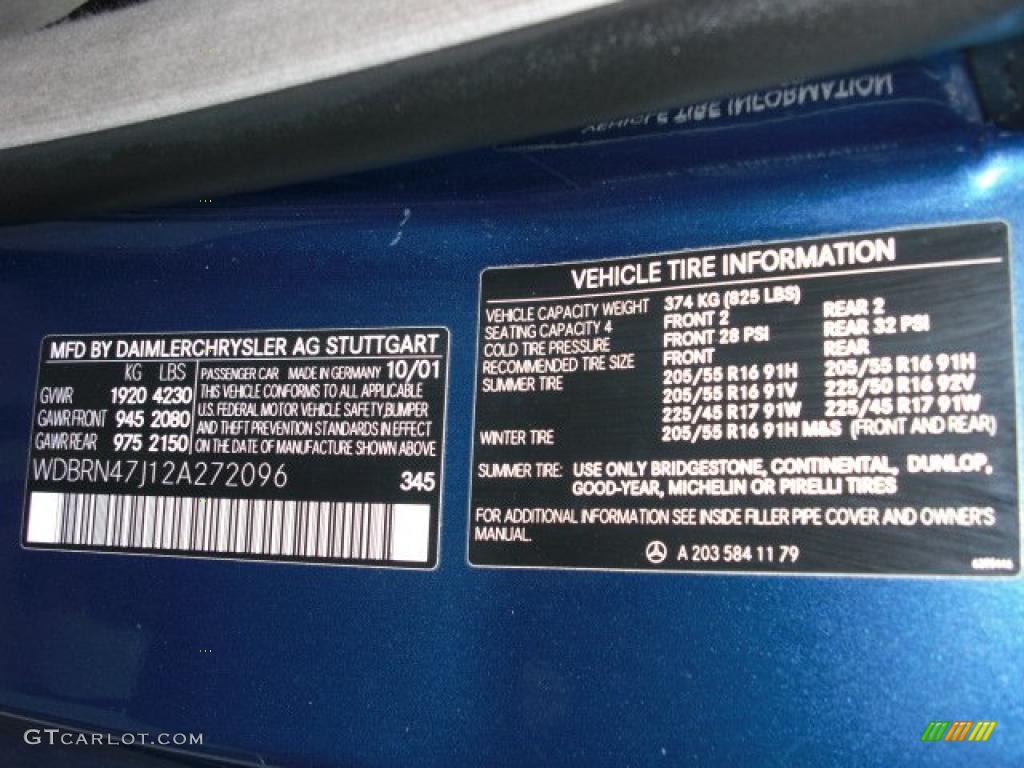 VEHICLE TIRE INFORMATION
MFD BY DAIMLERCHRYSLER AG STUTTGART
KG LBS
GVWR 1920 4230
GAWR FRONT 945 2080
GAWR REAR 975 2150
PASSENGER CAR MADE IN GERMANY 10/01
THIS VEHICLE CONFORMS TO ALL APPLICABLE
U.S. FEDERAL MOTOR VEHICLE SAFETY, BUMPER
AND THEFT PREVENTION STANDARDS IN EFFECT
ON THE DATE OF MANUFACTURE SHOWN ABOVE
WDBRN47J12A272096
345
VEHICLE TIRE INFORMATION
VEHICLE CAPACITY WEIGHT 374 KG (825 LBS)
SEATING CAPACITY 4 FRONT 2 REAR 2
COLD TIRE PRESSURE FRONT 28 PSI REAR 32 PSI
RECOMMENDED TIRE SIZE FRONT REAR
SUMMER TIRE 205/55 R16 91H 205/55 R16 91H
205/55 R16 91V 225/50 R16 92V
225/45 R17 91W 225/45 R17 91W
WINTER TIRE 205/55 R16 91H M&S (FRONT AND REAR)
SUMMER TIRE: USE ONLY BRIDGESTONE, CONTINENTAL, DUNLOP,
GOOD-YEAR, MICHELIN OR PIRELLI TIRES
FOR ADDITIONAL INFORMATION SEE INSIDE FILLER PIPE COVER AND OWNER'S
MANUAL.
A 203 584 11 79
GTCARLOT.COM